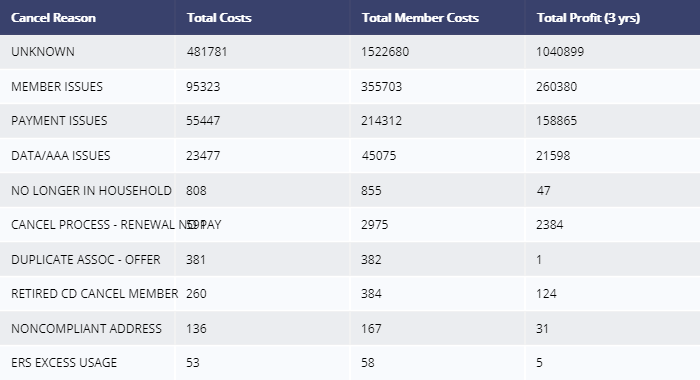 Cancel Reason Total Costs Total Member Costs Total Profit (3 yrs)
UNKNOWN 481781 1522680 1040899
MEMBER ISSUES 95323 355703 260380
PAYMENT ISSUES 55447 214312 158865
DATA/AAA ISSUES 23477 45075 21598
NO LONGER IN HOUSEHOLD 808 855 47
CANCEL PROCESS - RENEWAL NO PAY 591 2975 2384
DUPLICATE ASSOC - OFFER 381 382 1
RETIRED CD CANCEL MEMBER 260 384 124
NONCOMPLIANT ADDRESS 136 167 31
ERS EXCESS USAGE 53 58 5